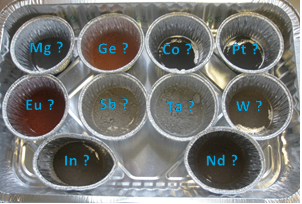 Mg ? Ge ? Co ? Pt ?
Eu ? Sb ? Ta ? W ?
In ? Nd ?